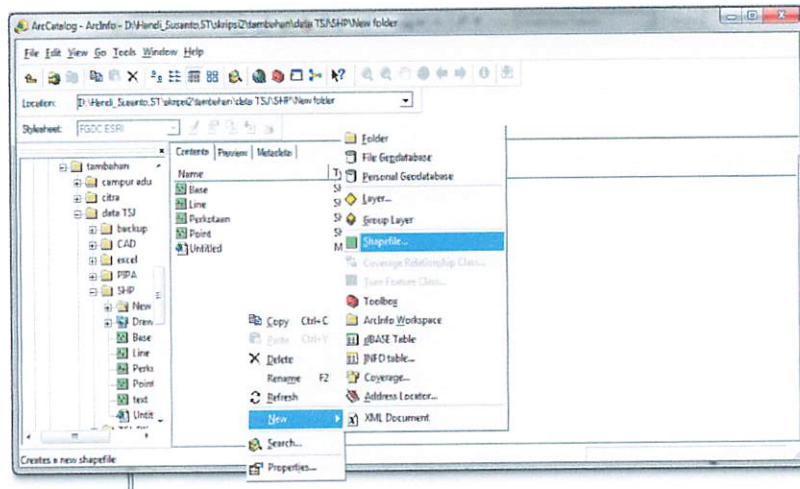 ArcCatalog - ArcInfo - D:\Hendi_Susanto,ST\skripsi2\tambahan\data TSJ\SHP\New folder
File Edit View Go Tools Window Help
Location: D:\Hendi_Susanto,ST\skripsi2\tambahan\data TSJ\SHP\New folder
Stylesheet: FGDC ESRI
tambahan
campur adu
citra
data TSJ
backup
CAD
excel
PIPA
SHP
New
Draw
Base
Line
Perko
Point
text
Untit
Contents Preview Metadata
Name
Base
Line
Perkotaan
Point
Untitled
Copy Ctrl+C
Paste Ctrl+V
Delete
Rename F2
Refresh
New
Search...
Properties...
Folder
File Geodatabase
Personal Geodatabase
Layer...
Group Layer
Shapefile...
Coverage Relationship Class...
Turn Feature Class...
Toolbox
ArcInfo Workspace
dBASE Table
INFO table...
Coverage...
Address Locator...
XML Document
Creates a new shapefile